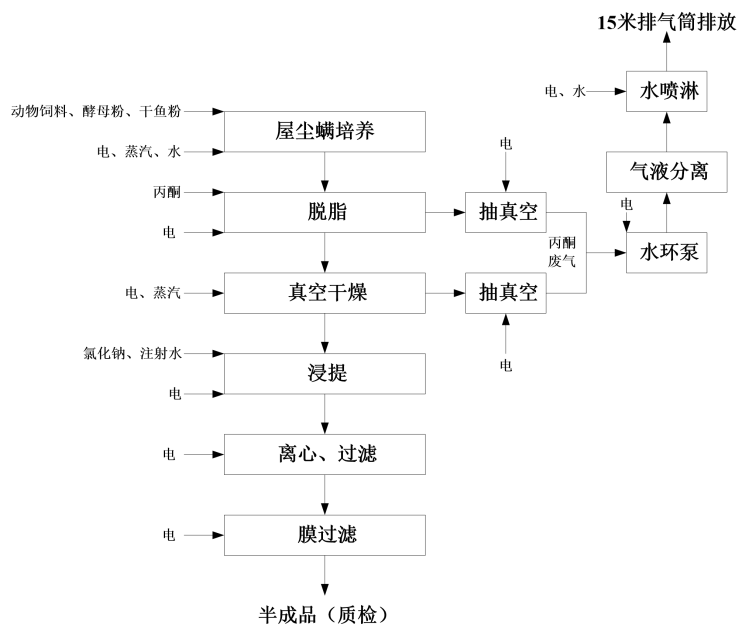 15米排气筒排放
电、水
水喷淋
动物饲料、酵母粉、干鱼粉
屋尘螨培养
电、蒸汽、水
电
气液分离
丙酮
脱脂
抽真空
电
电
丙酮
废气
水环泵
电、蒸汽
真空干燥
抽真空
氯化钠、注射水
浸提
电
电
电
离心、过滤
电
膜过滤
半成品（质检）